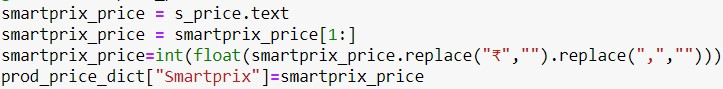 smartprix_price = s_price.text
smartprix_price = smartprix_price[1:]
smartprix_price=int(float(smartprix_price.replace("₹","").replace(",","")))
prod_price_dict["Smartprix"]=smartprix_price